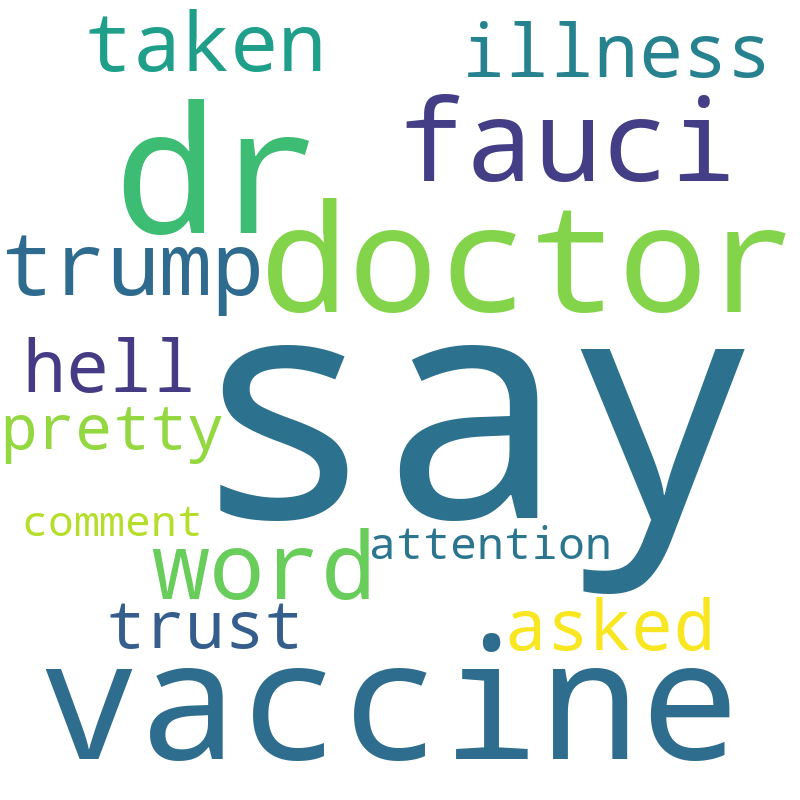 taken illness
dr fauci
trump doctor
hell say
pretty
comment
word attention
trust asked
vaccine